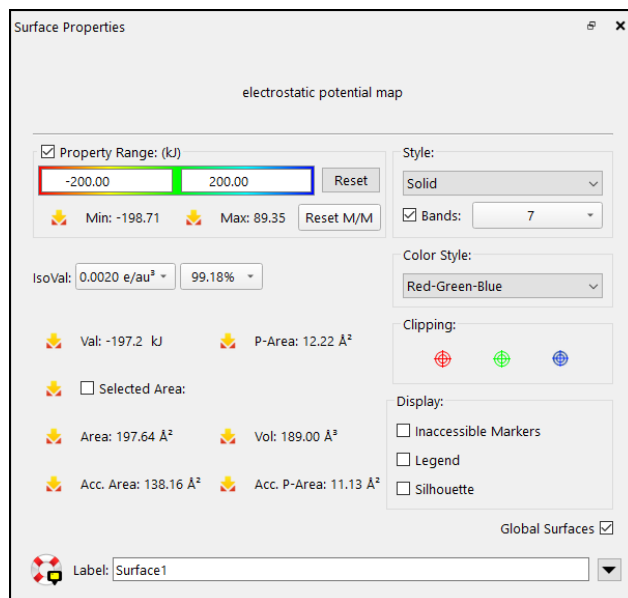 Surface Properties
electrostatic potential map
Property Range: (kJ)
-200.00 200.00 Reset
Min: -198.71 Max: 89.35 Reset M/M
Style:
Solid
Bands: 7
IsoVal: 0.0020 e/au³ 99.18%
Color Style:
Red-Green-Blue
Val: -197.2 kJ P-Area: 12.22 Å²
Clipping:
Selected Area:
Area: 197.64 Å² Vol: 189.00 Å³
Acc. Area: 138.16 Å² Acc. P-Area: 11.13 Å²
Display:
Inaccessible Markers
Legend
Silhouette
Global Surfaces
Label: Surface1